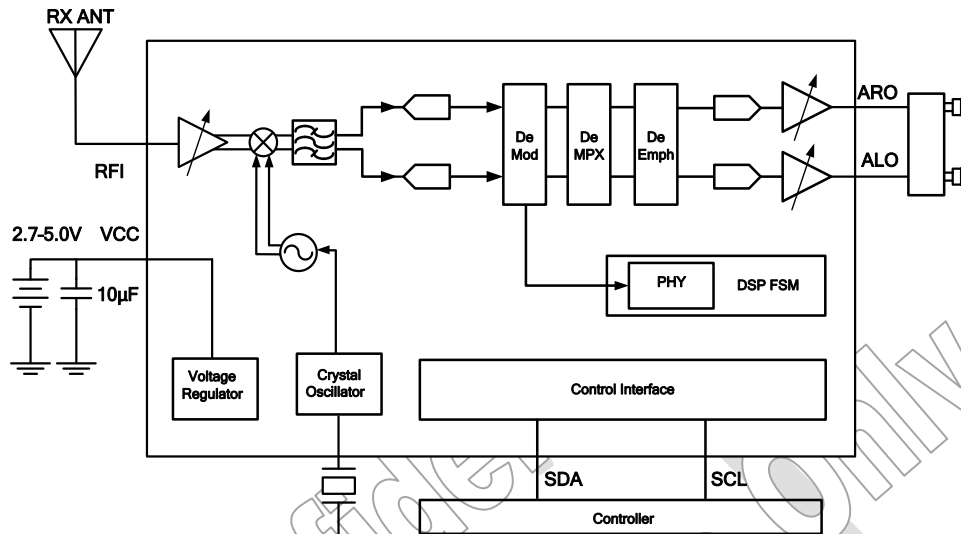 RX ANT
RFI
ARO
ALO
De
Mod
De
MPX
De
Emph
2.7-5.0V VCC
10µF
PHY
DSP FSM
Voltage
Regulator
Crystal
Oscillator
Control Interface
SDA
SCL
Controller
only